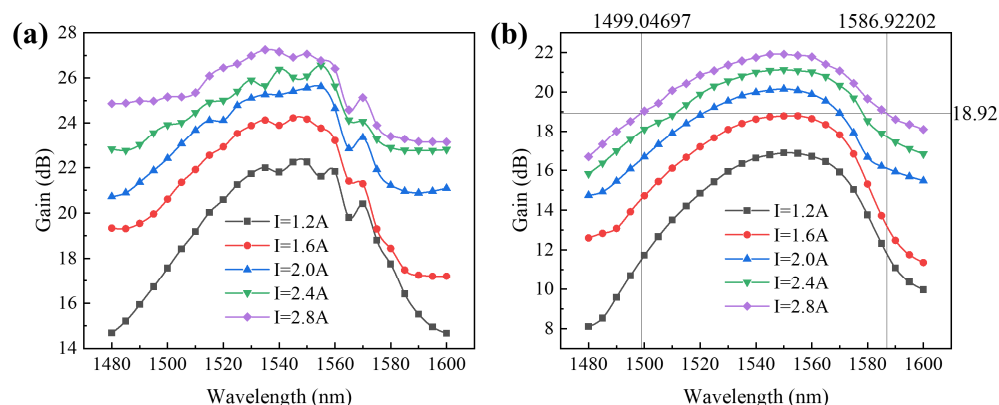 (a)
28
26
24
22
20
18
16
14
Gain (dB)
1480 1500 1520 1540 1560 1580 1600
Wavelength (nm)
I=1.2A
I=1.6A
I=2.0A
I=2.4A
I=2.8A
(b)
1499.04697 1586.92202
18.92
22
20
18
16
14
12
10
8
Gain (dB)
1480 1500 1520 1540 1560 1580 1600
Wavelength (nm)
I=1.2A
I=1.6A
I=2.0A
I=2.4A
I=2.8A